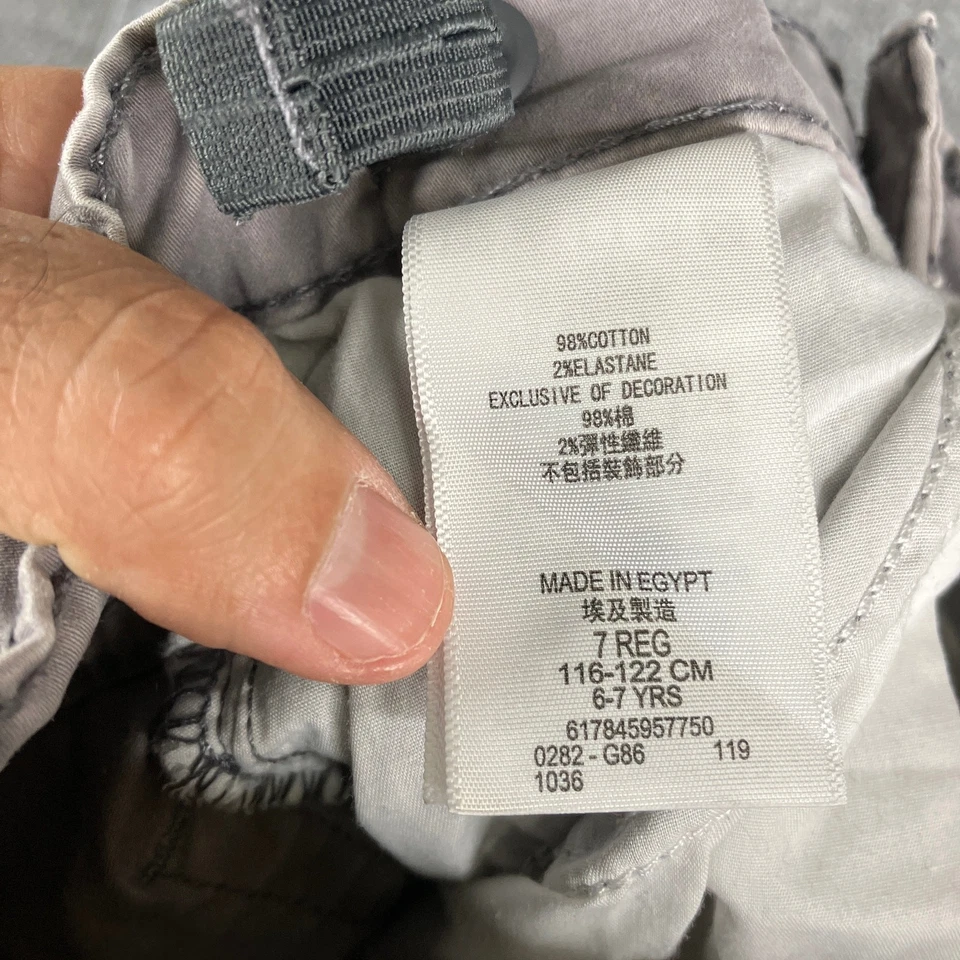 98%COTTON
2%ELASTANE
EXCLUSIVE OF DECORATION
98%棉
2%彈性纖維
不包括裝飾部分
MADE IN EGYPT
埃及製造
7 REG
116-122 CM
6-7 YRS
617845957750
0282 - G86 119
1036